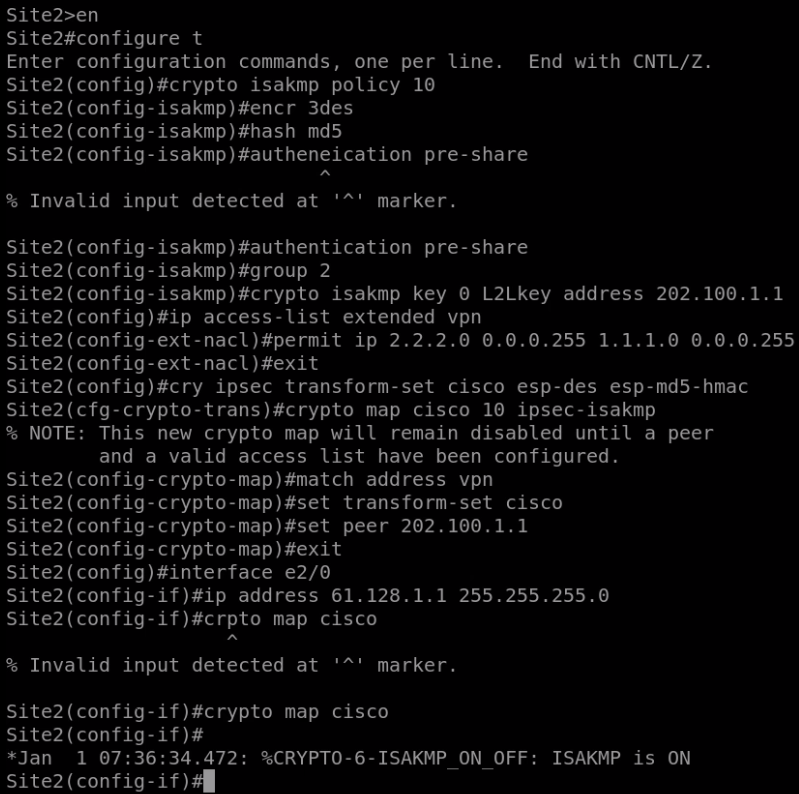 Site2>en
Site2#configure t
Enter configuration commands, one per line.  End with CNTL/Z.
Site2(config)#crypto isakmp policy 10
Site2(config-isakmp)#encr 3des
Site2(config-isakmp)#hash md5
Site2(config-isakmp)#autheneication pre-share
                           ^
% Invalid input detected at '^' marker.

Site2(config-isakmp)#authentication pre-share
Site2(config-isakmp)#group 2
Site2(config-isakmp)#crypto isakmp key 0 L2Lkey address 202.100.1.1
Site2(config)#ip access-list extended vpn
Site2(config-ext-nacl)#permit ip 2.2.2.0 0.0.0.255 1.1.1.0 0.0.0.255
Site2(config-ext-nacl)#exit
Site2(config)#cry ipsec transform-set cisco esp-des esp-md5-hmac
Site2(cfg-crypto-trans)#crypto map cisco 10 ipsec-isakmp
% NOTE: This new crypto map will remain disabled until a peer
        and a valid access list have been configured.
Site2(config-crypto-map)#match address vpn
Site2(config-crypto-map)#set transform-set cisco
Site2(config-crypto-map)#set peer 202.100.1.1
Site2(config-crypto-map)#exit
Site2(config)#interface e2/0
Site2(config-if)#ip address 61.128.1.1 255.255.255.0
Site2(config-if)#crpto map cisco
                   ^
% Invalid input detected at '^' marker.

Site2(config-if)#crypto map cisco
Site2(config-if)#
*Jan  1 07:36:34.472: %CRYPTO-6-ISAKMP_ON_OFF: ISAKMP is ON
Site2(config-if)#